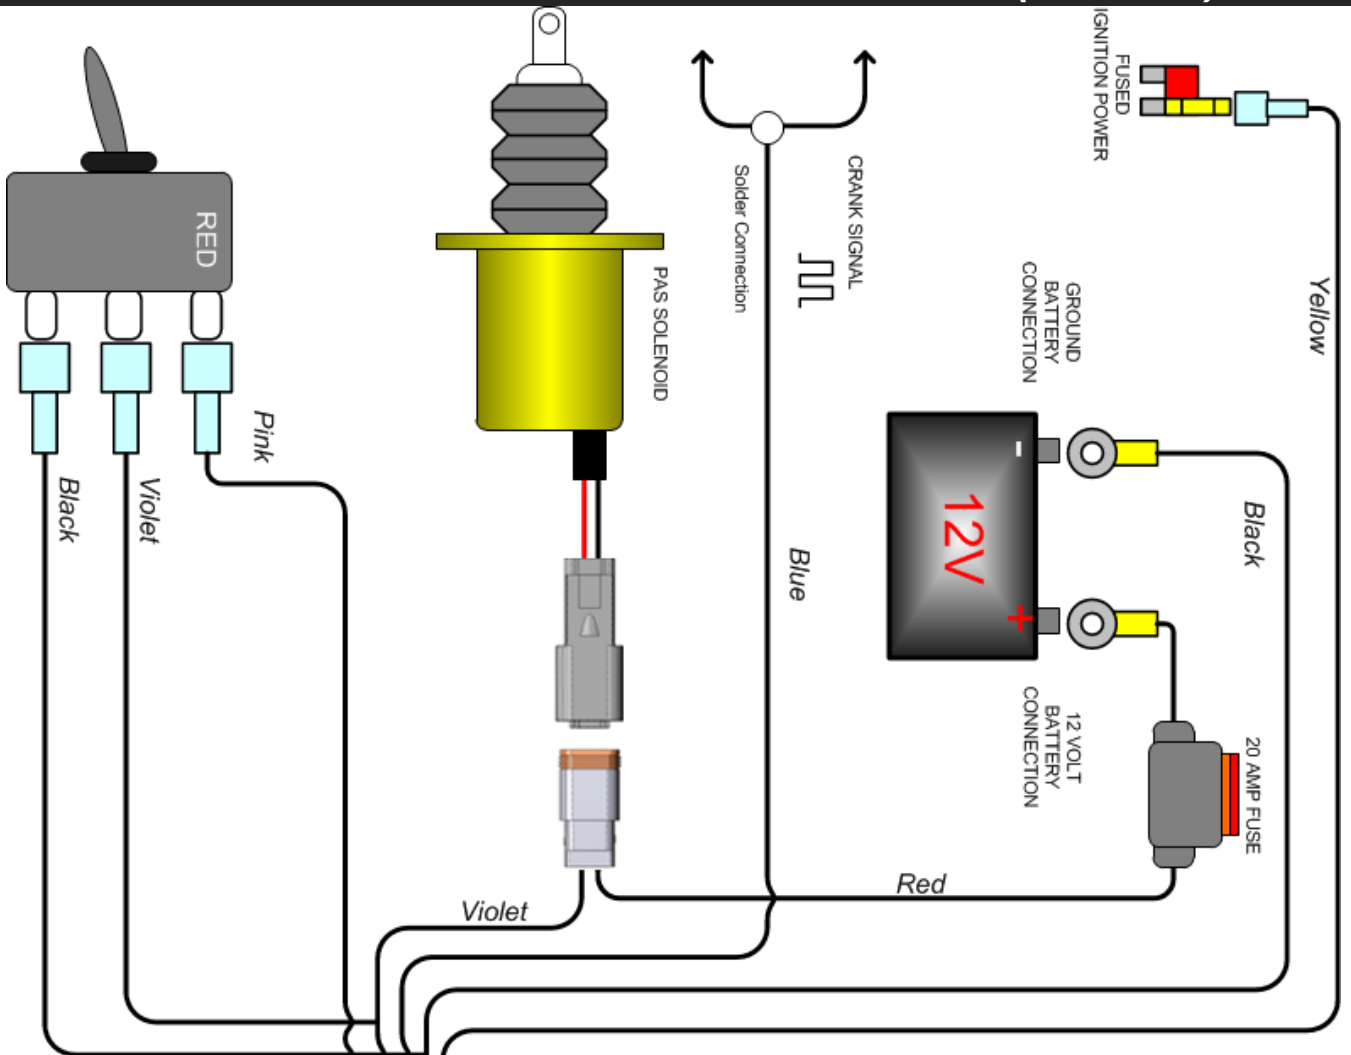 RED
Pink
Black
Violet
PAS SOLENOID
Solder Connection
CRANK SIGNAL
Blue
FUSED
IGNITION POWER
Yellow
GROUND
BATTERY
CONNECTION
-
12V
+
Black
12 VOLT
BATTERY
CONNECTION
20 AMP FUSE
Red
Violet